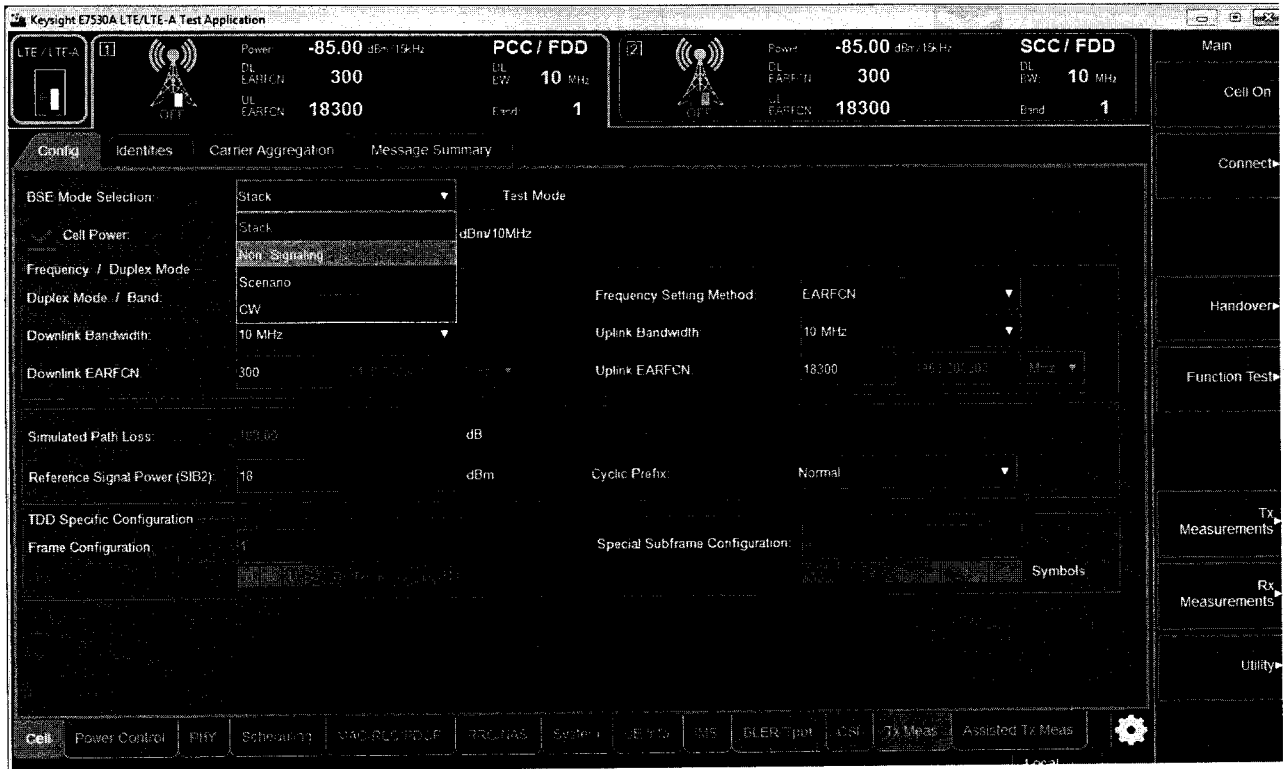 Keysight E7530A LTE/LTE-A Test Application
LTE / LTE-A
1
Power -85.00 dBm/15kHz PCC / FDD
DL EARFCN 300 DL BW: 10 MHz
UL EARFCN 18300 Band: 1
OFF
2
Power -85.00 dBm/15kHz SCC / FDD
DL EARFCN 300 DL BW: 10 MHz
UL EARFCN 18300 Band: 1
OFF
Main
Cell On
Connect
Handover
Function Test
Tx Measurements
Rx Measurements
Utility
Config Identities Carrier Aggregation Message Summary
BSE Mode Selection: Stack Test Mode
Stack
Non Signaling
Scenario
CW
Cell Power: dBm/10MHz
Frequency / Duplex Mode
Duplex Mode / Band: Frequency Setting Method: EARFCN
Downlink Bandwidth: 10 MHz Uplink Bandwidth 10 MHz
Downlink EARFCN 300 Uplink EARFCN: 18300 MHz
Simulated Path Loss: dB
Reference Signal Power (SIB2): 18 dBm Cyclic Prefix: Normal
TDD Specific Configuration
Frame Configuration: Special Subframe Configuration:
Symbols
Cell Power Control PHY Scheduling System IMS CSI Tx Meas Assisted Tx Meas
Local